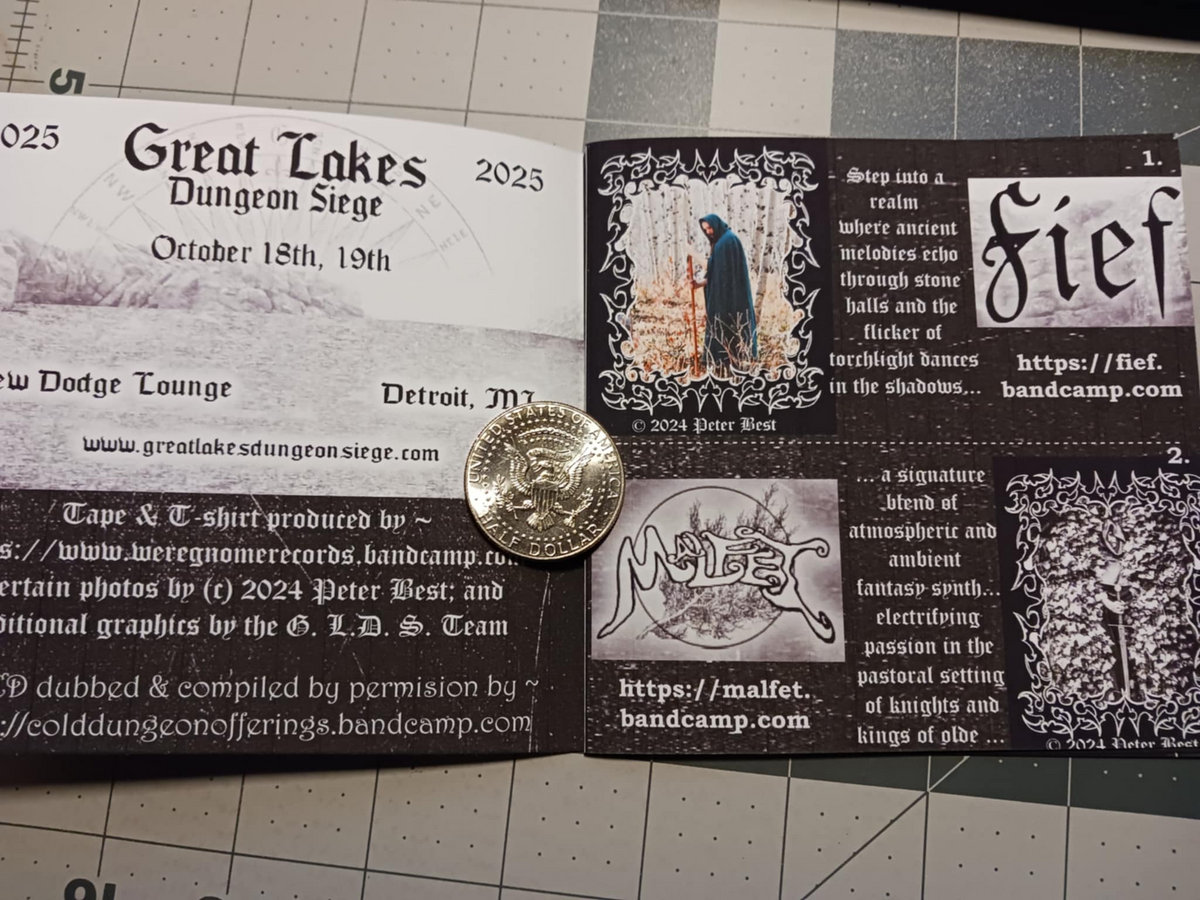 5
025
Great Lakes
2025
Dungeon Siege
NW
NE
October 18th, 19th
Dodge Lounge
Detroit, MI
www.greatlakesdungeonsiege.com
Tape & T-shirt produced by ~
s://www.weregnomerecords.bandcamp.co
ertain photos by (c) 2024 Peter Best; and
ditional graphics by the G. L.D. S. Team
CD dubbed & compiled by permision by ~
://colddungeonofferings.bandcamp.com
UNITED STATES OF AMERICA
HALF DOLLAR
© 2024 Peter Best
Step into a
realm
where ancient
melodies echo
through stone
halls and the
flicker of
torchlight dances
in the shadows...
1.
Fief
https://fief.
bandcamp.com
MALFET
https://malfet.
bandcamp.com
... a signature
blend of
atmospheric and
ambient
fantasy synth...
electrifying
passion in the
pastoral setting
of knights and
kings of olde ...
2.
© 2024 Peter Best